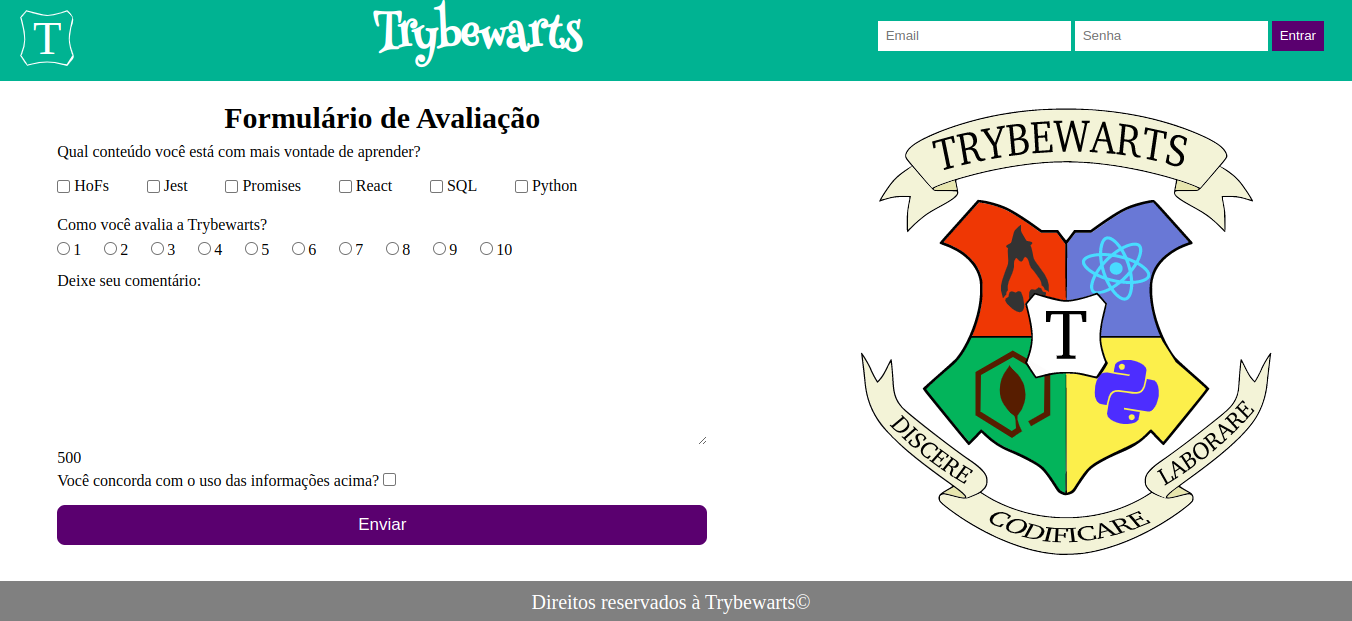 T
Trybewarts
Email Senha Entrar
Formulário de Avaliação
Qual conteúdo você está com mais vontade de aprender?
HoFs Jest Promises React SQL Python
Como você avalia a Trybewarts?
1 2 3 4 5 6 7 8 9 10
Deixe seu comentário:
500
Você concorda com o uso das informações acima?
Enviar
TRYBEWARTS
T
DISCERE
LABORARE
CODIFICARE
Direitos reservados à Trybewarts©